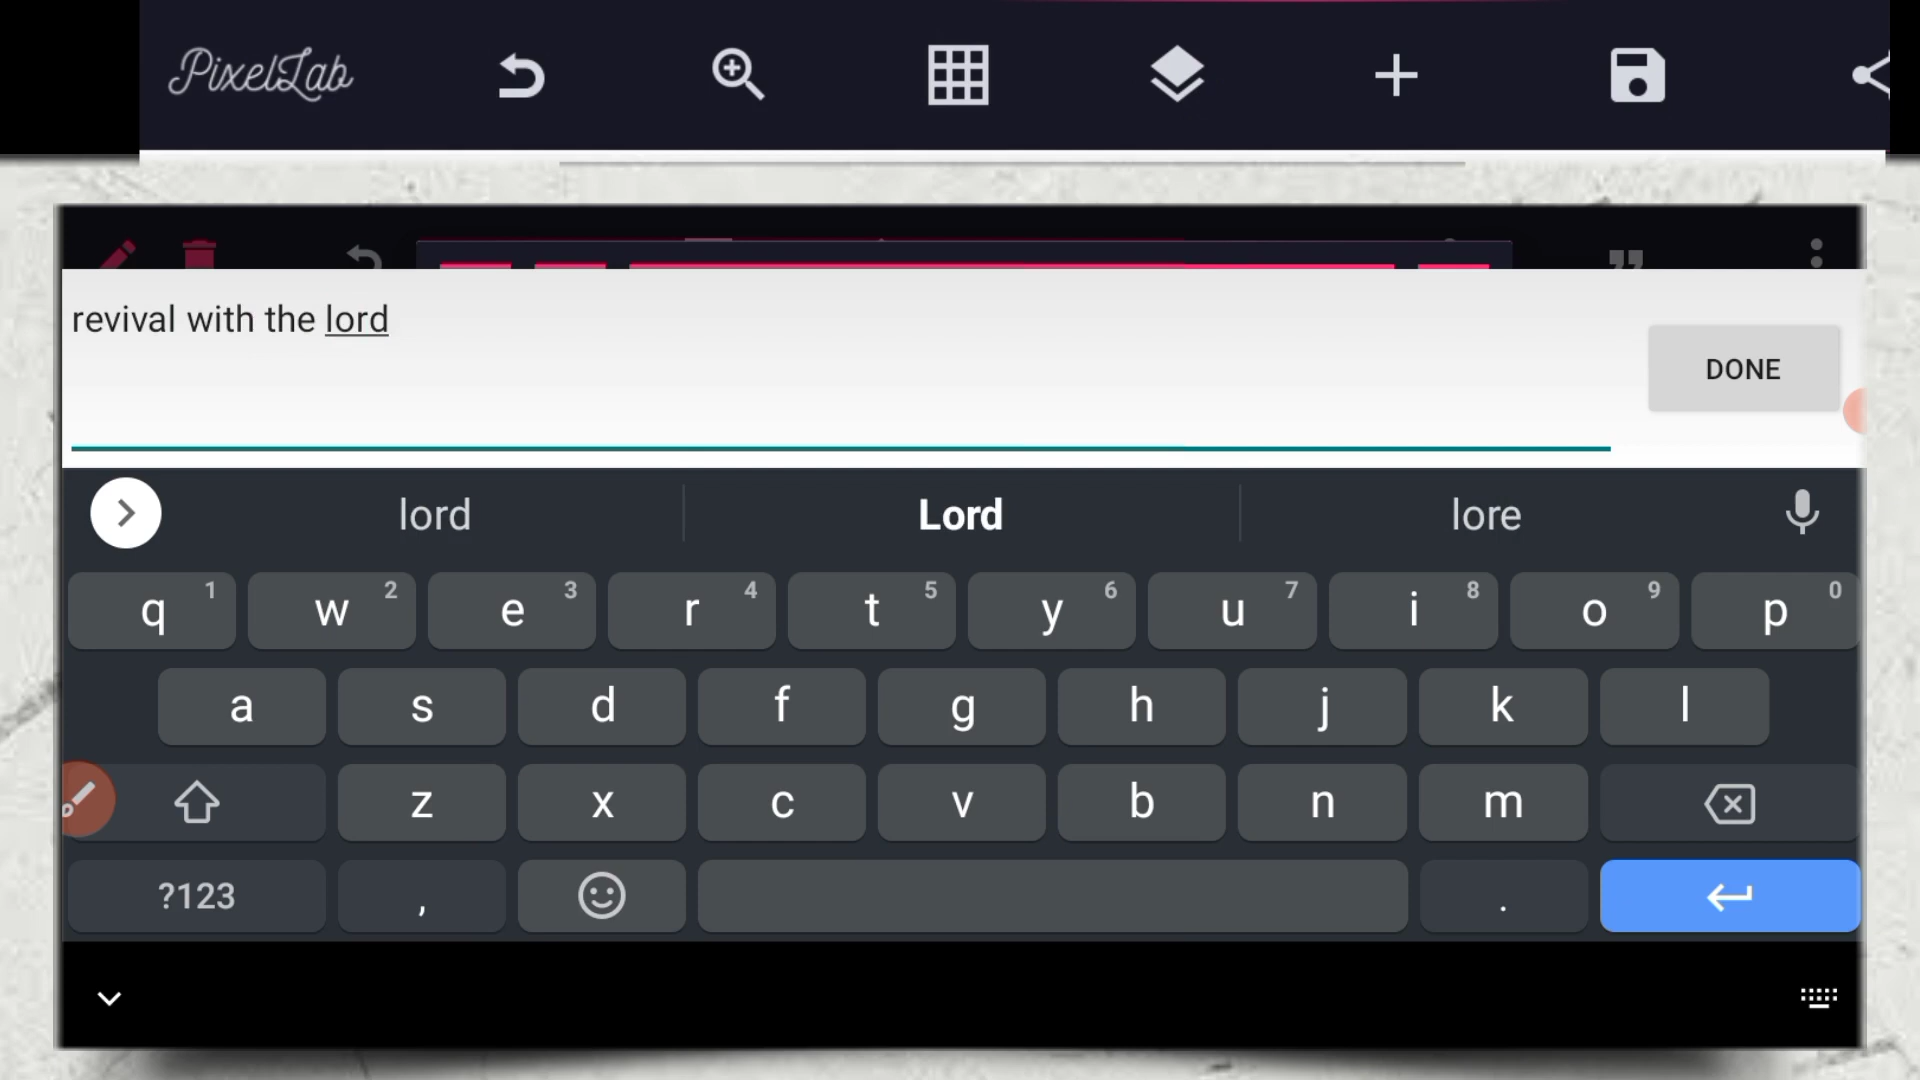 PixelLab
revival with the lord
DONE
lord Lord lore
q 1 w 2 e 3 r 4 t 5 y 6 u 7 i 8 o 9 p 0
a s d f g h j k l
z x c v b n m
?123 , .